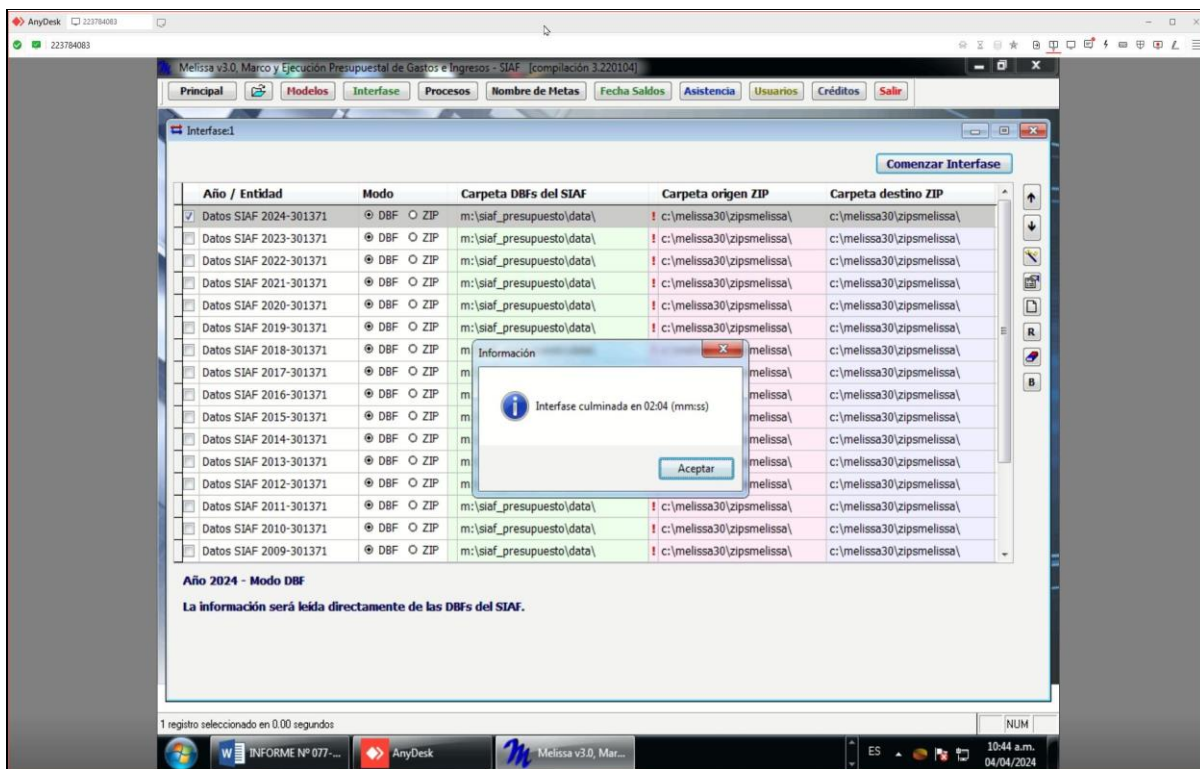 AnyDesk 223784083
223784083
Melissa v3.0, Marco y Ejecución Presupuestal de Gastos e Ingresos - SIAF [compilación 3.220104]
Principal Modelos Interfase Procesos Nombre de Metas Fecha Saldos Asistencia Usuarios Créditos Salir
Interfase:1
Comenzar Interfase
Año / Entidad Modo Carpeta DBFs del SIAF Carpeta origen ZIP Carpeta destino ZIP
Datos SIAF 2024-301371 DBF ZIP m:\siaf_presupuesto\data\ ! c:\melissa30\zipsmelissa\ c:\melissa30\zipsmelissa\
Datos SIAF 2023-301371 DBF ZIP m:\siaf_presupuesto\data\ ! c:\melissa30\zipsmelissa\ c:\melissa30\zipsmelissa\
Datos SIAF 2022-301371 DBF ZIP m:\siaf_presupuesto\data\ ! c:\melissa30\zipsmelissa\ c:\melissa30\zipsmelissa\
Datos SIAF 2021-301371 DBF ZIP m:\siaf_presupuesto\data\ ! c:\melissa30\zipsmelissa\ c:\melissa30\zipsmelissa\
Datos SIAF 2020-301371 DBF ZIP m:\siaf_presupuesto\data\ ! c:\melissa30\zipsmelissa\ c:\melissa30\zipsmelissa\
Datos SIAF 2019-301371 DBF ZIP m:\siaf_presupuesto\data\ ! c:\melissa30\zipsmelissa\ c:\melissa30\zipsmelissa\
R
Datos SIAF 2018-301371 DBF ZIP m melissa\ c:\melissa30\zipsmelissa\
Información
Datos SIAF 2017-301371 DBF ZIP m melissa\ c:\melissa30\zipsmelissa\
B
Datos SIAF 2016-301371 DBF ZIP m melissa\ c:\melissa30\zipsmelissa\
Interfase culminada en 02:04 (mm:ss)
Datos SIAF 2015-301371 DBF ZIP m melissa\ c:\melissa30\zipsmelissa\
Datos SIAF 2014-301371 DBF ZIP m melissa\ c:\melissa30\zipsmelissa\
Datos SIAF 2013-301371 DBF ZIP m melissa\ c:\melissa30\zipsmelissa\
Aceptar
Datos SIAF 2012-301371 DBF ZIP m melissa\ c:\melissa30\zipsmelissa\
Datos SIAF 2011-301371 DBF ZIP m:\siaf_presupuesto\data\ ! c:\melissa30\zipsmelissa\ c:\melissa30\zipsmelissa\
Datos SIAF 2010-301371 DBF ZIP m:\siaf_presupuesto\data\ ! c:\melissa30\zipsmelissa\ c:\melissa30\zipsmelissa\
Datos SIAF 2009-301371 DBF ZIP m:\siaf_presupuesto\data\ ! c:\melissa30\zipsmelissa\ c:\melissa30\zipsmelissa\
Año 2024 - Modo DBF
La información será leída directamente de las DBFs del SIAF.
1 registro seleccionado en 0.00 segundos NUM
INFORME Nº 077-... AnyDesk Melissa v3.0, Mar... ES 10:44 a.m.
04/04/2024